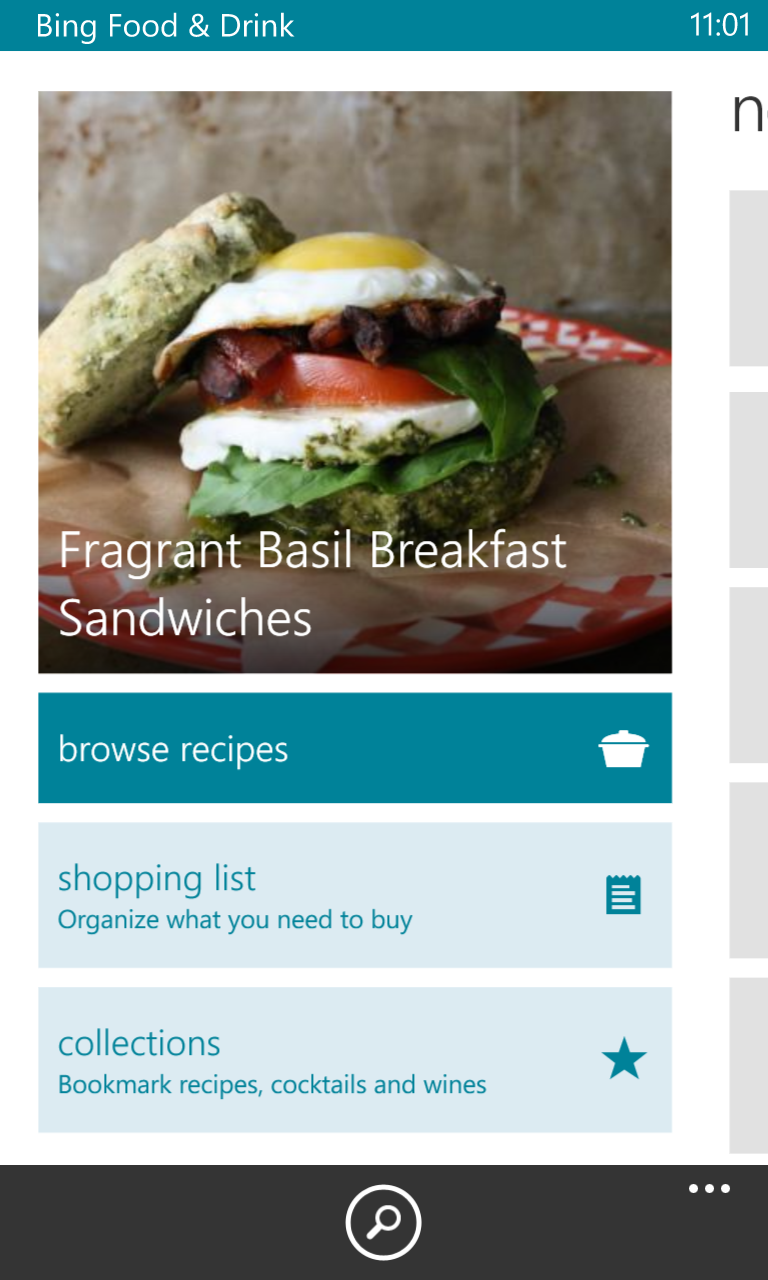 Bing Food & Drink 11:01
Fragrant Basil Breakfast
Sandwiches
browse recipes
shopping list
Organize what you need to buy
collections
Bookmark recipes, cocktails and wines